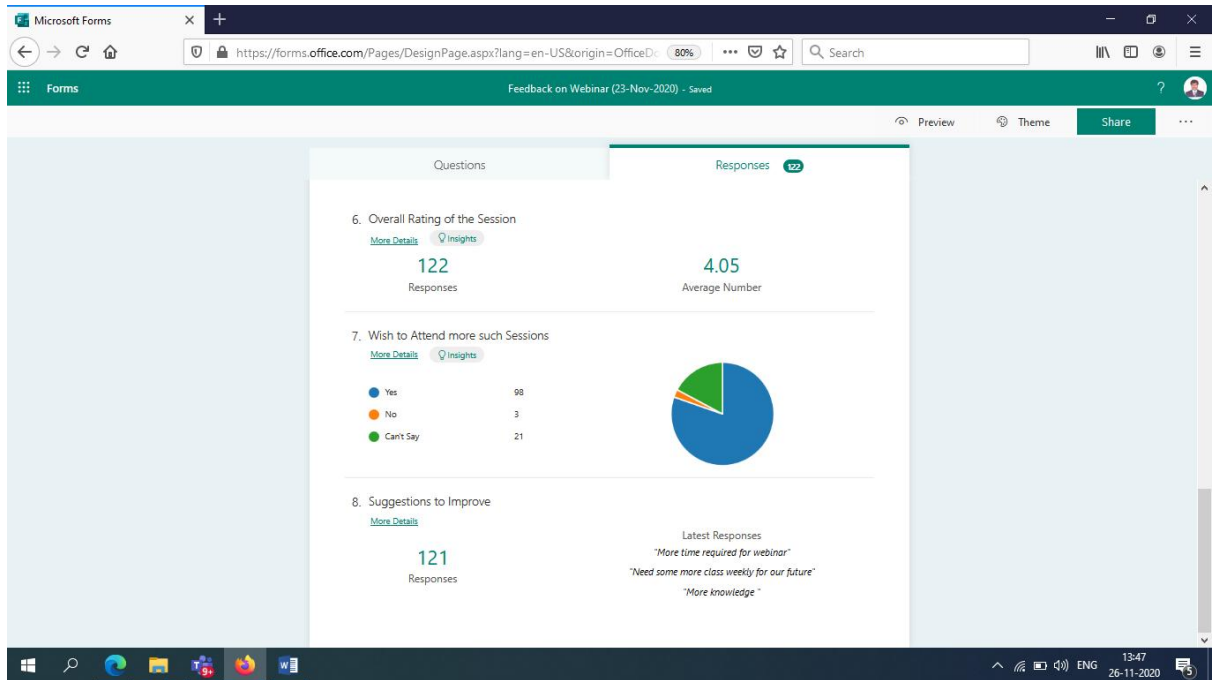 Microsoft Forms
https://forms.office.com/Pages/DesignPage.aspx?lang=en-US&origin=OfficeDo 80% Search
Forms Feedback on Webinar (23-Nov-2020) - Saved ?
Preview Theme Share
Questions Responses 122
6. Overall Rating of the Session
More Details Insights
122 4.05
Responses Average Number
7. Wish to Attend more such Sessions
More Details Insights
Yes 98
No 3
Can't Say 21
8. Suggestions to Improve
More Details
Latest Responses
121
Responses
"More time required for webinar"
"Need some more class weekly for our future"
"More knowledge "
9+ ENG 13:47
26-11-2020 5